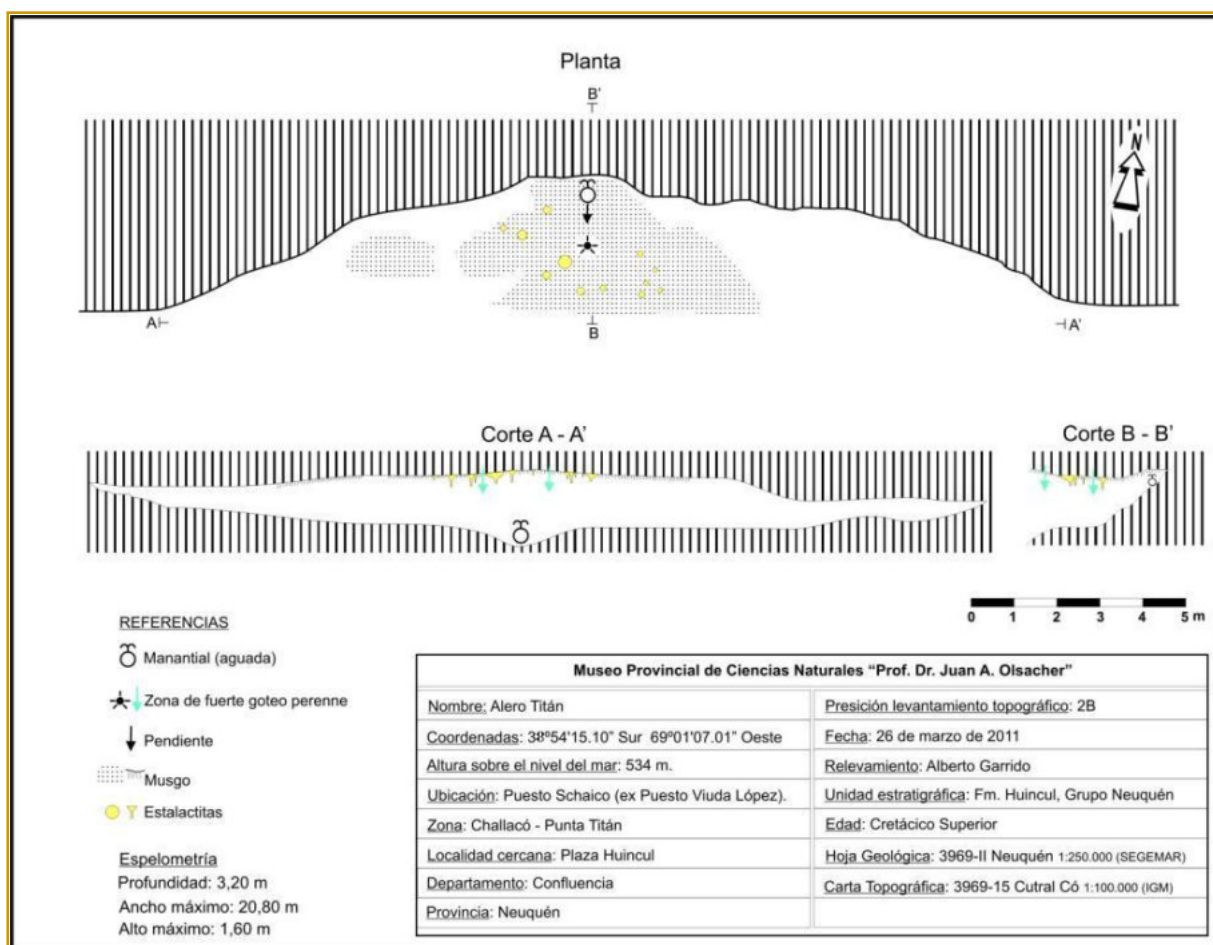 Planta
B'
N
A
B
A'
Corte A - A'
Corte B - B'
0 1 2 3 4 5 m
REFERENCIAS
Manantial (aguada)
Zona de fuerte goteo perenne
Pendiente
Musgo
Estalactitas
Espelometría
Profundidad: 3,20 m
Ancho máximo: 20,80 m
Alto máximo: 1,60 m
Museo Provincial de Ciencias Naturales “Prof. Dr. Juan A. Olsacher”
Nombre: Alero Titán
Presición levantamiento topográfico: 2B
Coordenadas: 38º54'15.10” Sur 69º01'07.01” Oeste
Fecha: 26 de marzo de 2011
Altura sobre el nivel del mar: 534 m.
Relevamiento: Alberto Garrido
Ubicación: Puesto Schaico (ex Puesto Viuda López).
Unidad estratigráfica: Fm. Huincul, Grupo Neuquén
Zona: Challacó - Punta Titán
Edad: Cretácico Superior
Localidad cercana: Plaza Huincul
Hoja Geológica: 3969-II Neuquén 1:250.000 (SEGEMAR)
Departamento: Confluencia
Carta Topográfica: 3969-15 Cutral Có 1:100.000 (IGM)
Provincia: Neuquén